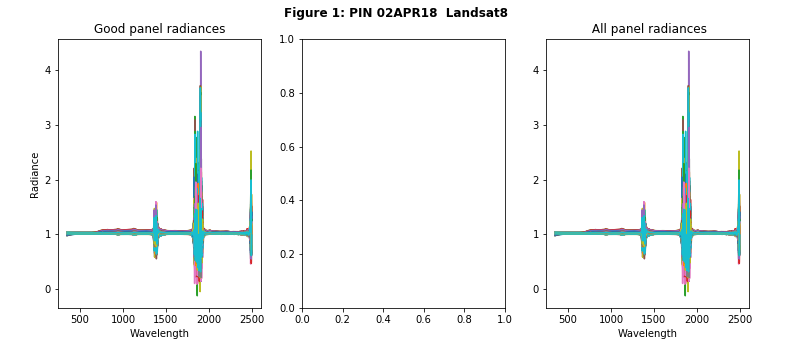 Figure 1: PIN 02APR18  Landsat8
Good panel radiances
All panel radiances
4
3
2
1
0
Radiance
500 1000 1500 2000 2500
Wavelength
1.0
0.8
0.6
0.4
0.2
0.0
0.0 0.2 0.4 0.6 0.8 1.0
4
3
2
1
0
500 1000 1500 2000 2500
Wavelength